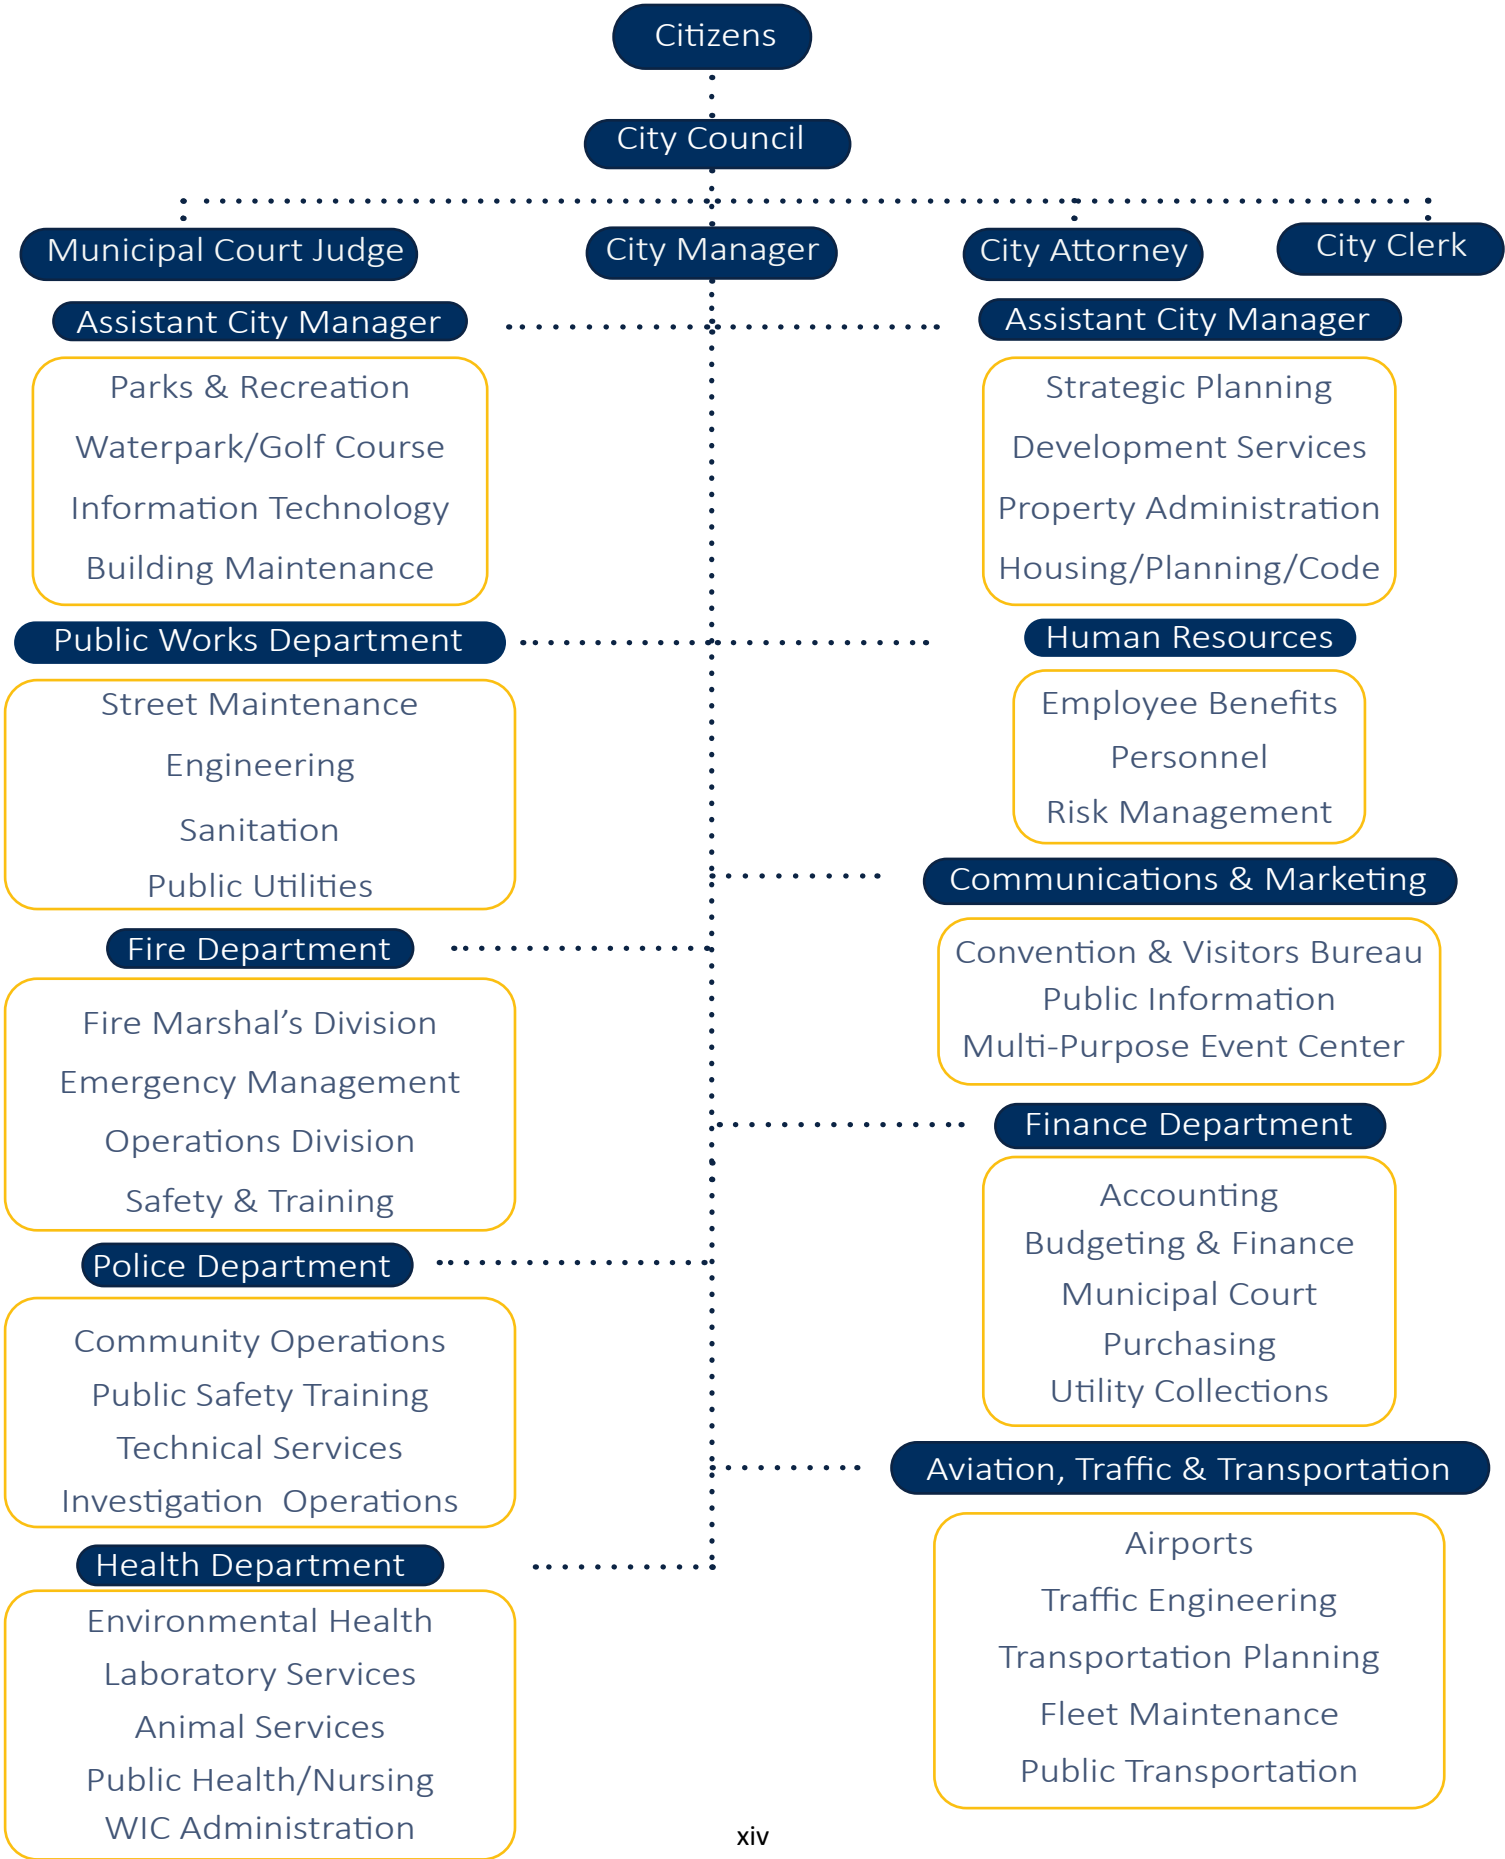 Citizens
City Council
Municipal Court Judge
City Manager
City Attorney
City Clerk
Assistant City Manager
Parks & Recreation
Waterpark/Golf Course
Information Technology
Building Maintenance
Assistant City Manager
Strategic Planning
Development Services
Property Administration
Housing/Planning/Code
Public Works Department
Street Maintenance
Engineering
Sanitation
Public Utilities
Human Resources
Employee Benefits
Personnel
Risk Management
Communications & Marketing
Convention & Visitors Bureau
Public Information
Multi-Purpose Event Center
Fire Department
Fire Marshal’s Division
Emergency Management
Operations Division
Safety & Training
Finance Department
Accounting
Budgeting & Finance
Municipal Court
Purchasing
Utility Collections
Police Department
Community Operations
Public Safety Training
Technical Services
Investigation  Operations
Aviation, Traffic & Transportation
Airports
Traffic Engineering
Transportation Planning
Fleet Maintenance
Public Transportation
Health Department
Environmental Health
Laboratory Services
Animal Services
Public Health/Nursing
WIC Administration
xiv